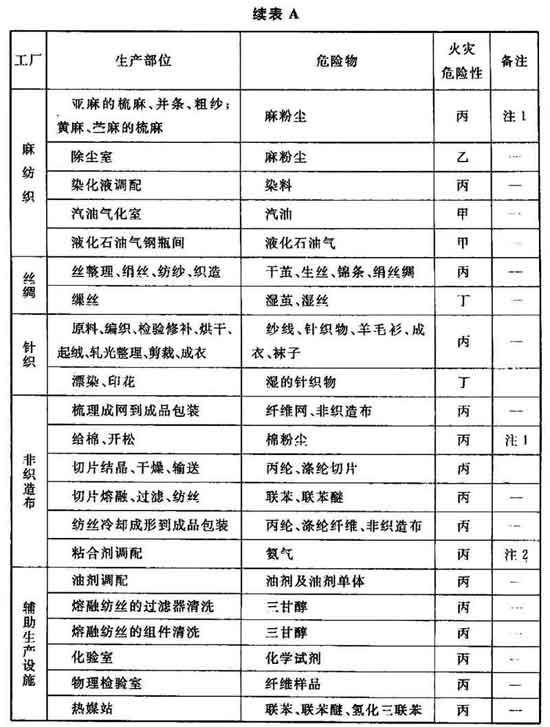 续表 A
工厂 生产部位 危险物 火灾危险性 备注
麻纺织 亚麻的梳麻、并条、粗纱; 黄麻、苎麻的梳麻 麻粉尘 丙 注 1
除尘室 麻粉尘 乙 —
染化液调配 染料 丙 —
汽油气化室 汽油 甲 —
液化石油气钢瓶间 液化石油气 甲 —
丝绸 丝整理、绢丝、纺纱、织造 干茧、生丝、锦条、绢丝绸 丙 —
缫丝 湿茧、湿丝 丁 —
针织 原料、编织、检验修补、烘干、起绒、轧光整理、剪裁、成衣 纱线、针织物、羊毛衫、成衣、袜子 丙 —
漂染、印花 湿的针织物 丁
非织造布 梳理成网到成品包装 纤维网、非织造布 丙 —
给棉、开松 棉粉尘 丙 注 1
切片结晶、干燥、输送 丙纶、涤纶切片 丙
切片熔融、过滤、纺丝 联苯、联苯醚 丙 —
纺丝冷却成形到成品包装 丙纶、涤纶纤维、非织造布 丙 —
粘合剂调配 氨气 丙 注 2
辅助生产设施 油剂调配 油剂及油剂单体 丙 —
熔融纺丝的过滤器清洗 三甘醇 丙 —
熔融纺丝的组件清洗 三甘醇 丙 —
化验室 化学试剂 丙 —
物理检验室 纤维样品 丙 —
热媒站 联苯、联苯醚、氢化三联苯 丙 —